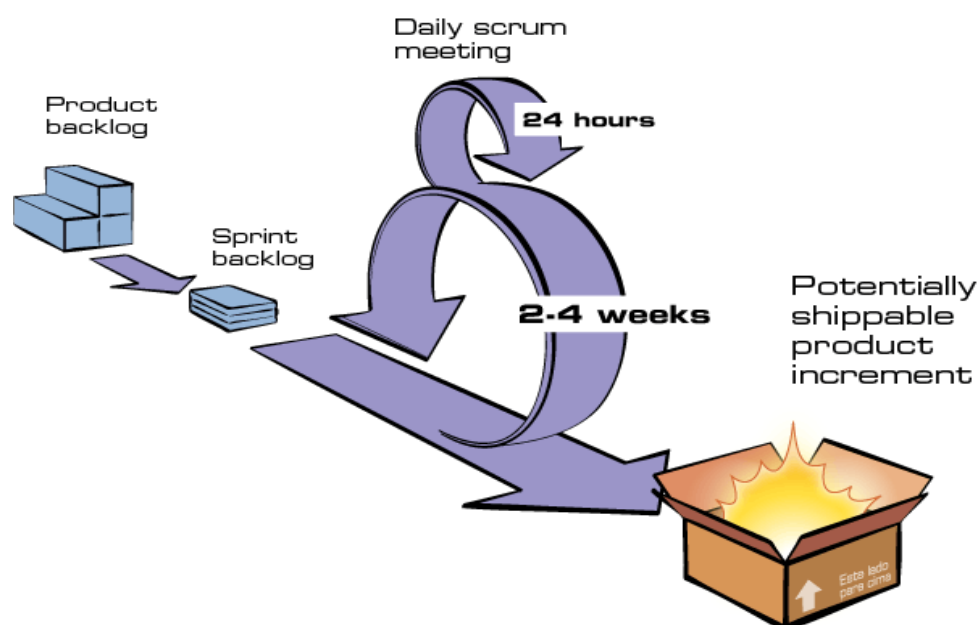 Daily scrum
meeting
24 hours
Product
backlog
Sprint
backlog
2-4 weeks
Potentially
shippable
product
increment
Este lado
para cima